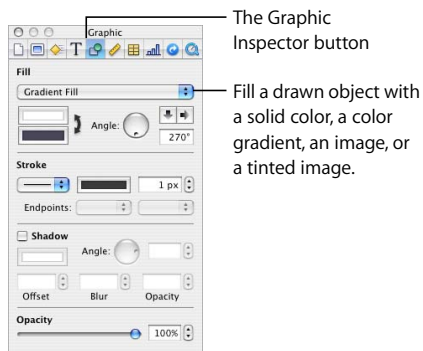 Graphic
The Graphic
Inspector button
T
Fill
Gradient Fill
Fill a drawn object with
a solid color, a color
gradient, an image, or
a tinted image.
Angle:
270°
Stroke
1 px
Endpoints:
Shadow
Angle:
Offset Blur Opacity
Opacity
100%